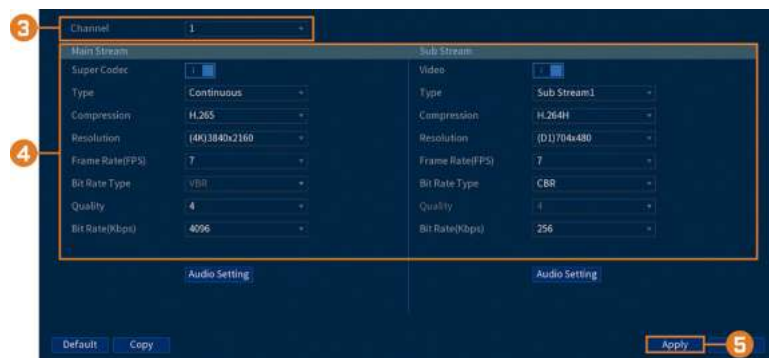 3 Channel 1
Main Stream Sub Stream
Super Codec Video
Type Continuous Type Sub Stream1
Compression H.265 Compression H.264H
Resolution (4K)3840x2160 Resolution (D1)704x480
4 Frame Rate(FPS) 7 Frame Rate(FPS) 7
Bit Rate Type VBR Bit Rate Type CBR
Quality 4 Quality 4
Bit Rate(Kbps) 4096 Bit Rate(Kbps) 256
Audio Setting Audio Setting
Default Copy Apply 5